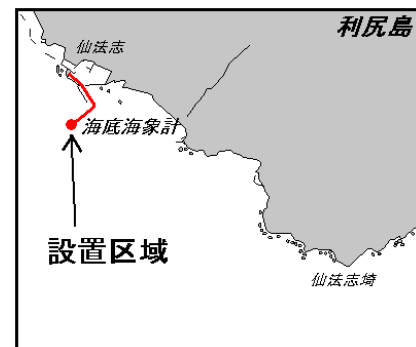 利尻島
仙法志
海底海象計
設置区域
仙法志埼